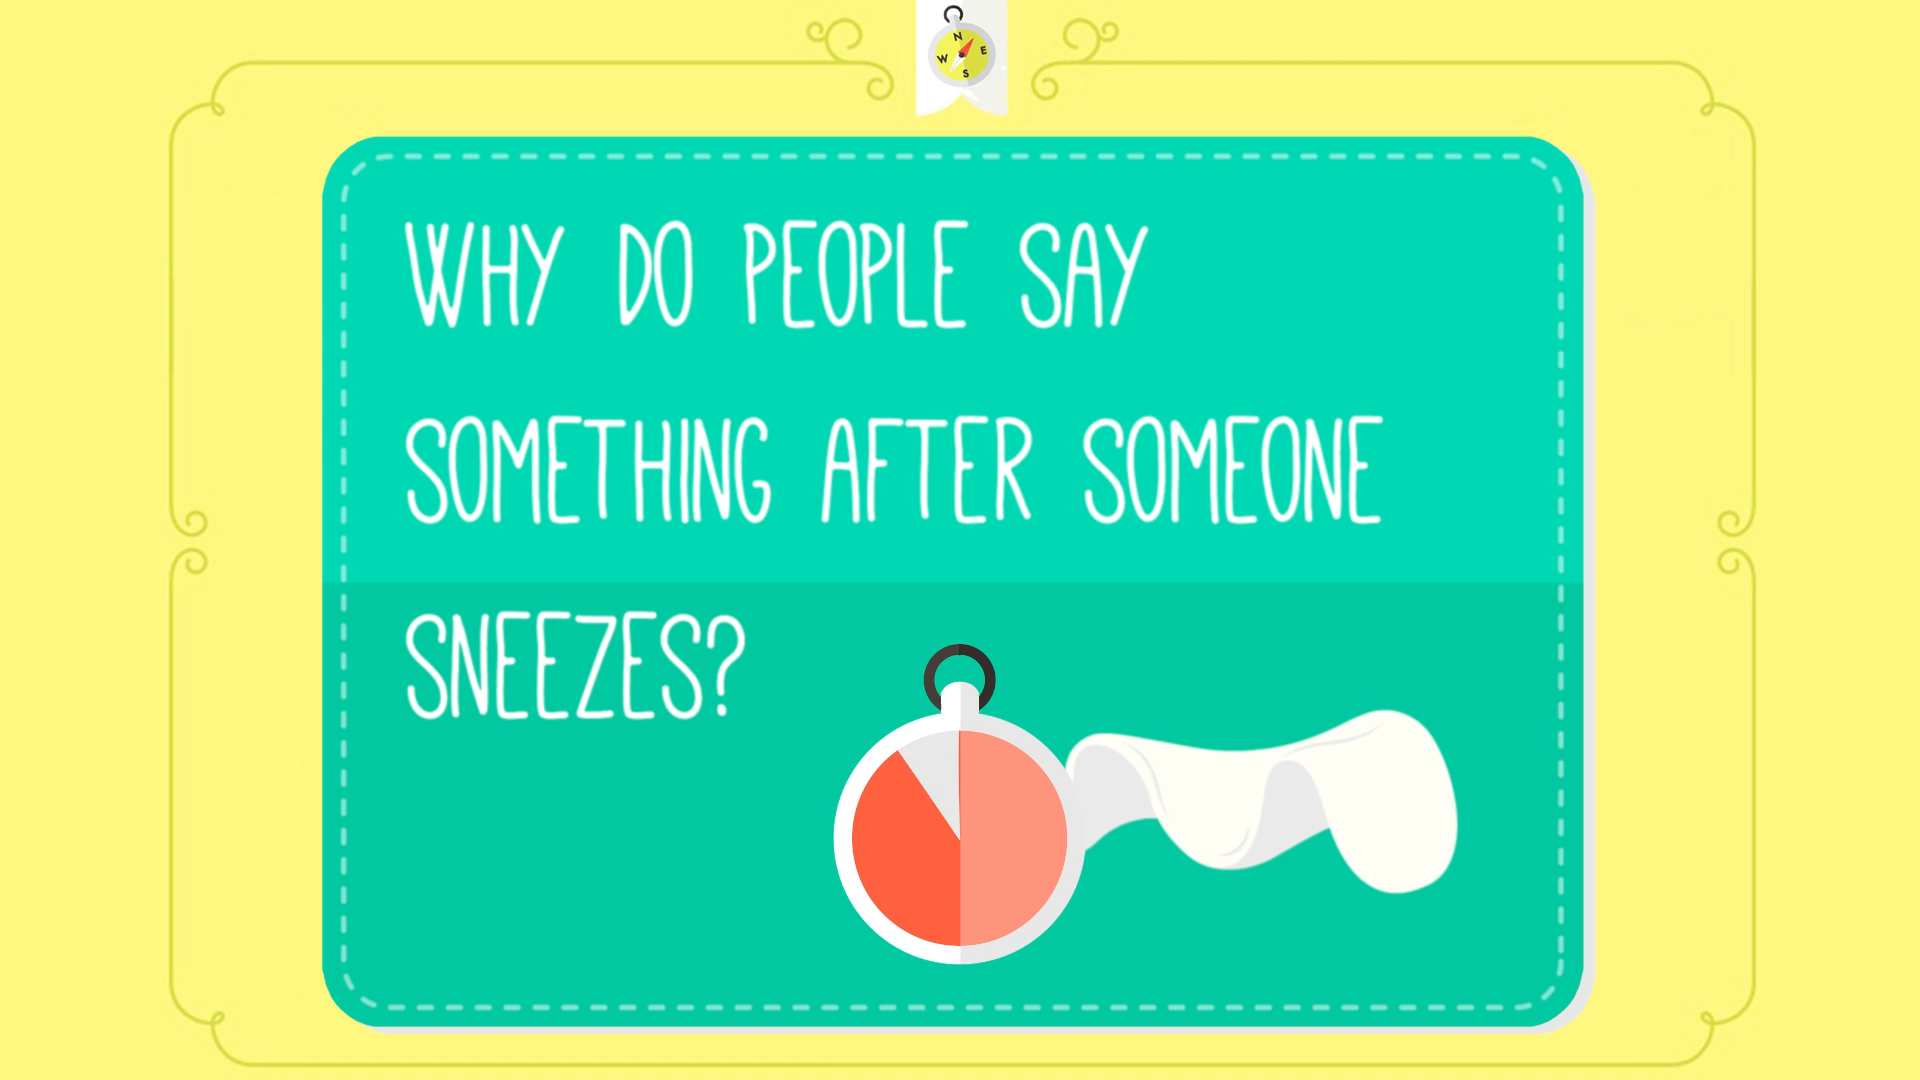 N
W E
S
WHY DO PEOPLE SAY
SOMETHING AFTER SOMEONE
SNEEZES?